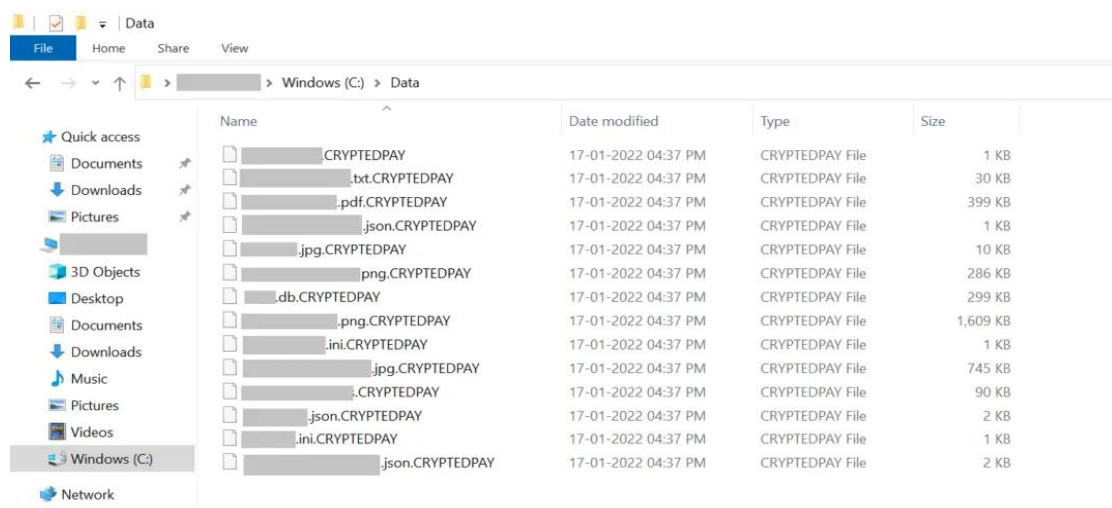 Data
File Home Share View
Windows (C:) Data
Name Date modified Type Size
Quick access
Documents
Downloads
Pictures
3D Objects
Desktop
Documents
Downloads
Music
Pictures
Videos
Windows (C:)
Network
.CRYPTEDPAY 17-01-2022 04:37 PM CRYPTEDPAY File 1 KB
.txt.CRYPTEDPAY 17-01-2022 04:37 PM CRYPTEDPAY File 30 KB
.pdf.CRYPTEDPAY 17-01-2022 04:37 PM CRYPTEDPAY File 399 KB
.json.CRYPTEDPAY 17-01-2022 04:37 PM CRYPTEDPAY File 1 KB
.jpg.CRYPTEDPAY 17-01-2022 04:37 PM CRYPTEDPAY File 10 KB
png.CRYPTEDPAY 17-01-2022 04:37 PM CRYPTEDPAY File 286 KB
.db.CRYPTEDPAY 17-01-2022 04:37 PM CRYPTEDPAY File 299 KB
.png.CRYPTEDPAY 17-01-2022 04:37 PM CRYPTEDPAY File 1,609 KB
.ini.CRYPTEDPAY 17-01-2022 04:37 PM CRYPTEDPAY File 1 KB
.jpg.CRYPTEDPAY 17-01-2022 04:37 PM CRYPTEDPAY File 745 KB
.CRYPTEDPAY 17-01-2022 04:37 PM CRYPTEDPAY File 90 KB
.json.CRYPTEDPAY 17-01-2022 04:37 PM CRYPTEDPAY File 2 KB
.ini.CRYPTEDPAY 17-01-2022 04:37 PM CRYPTEDPAY File 1 KB
.json.CRYPTEDPAY 17-01-2022 04:37 PM CRYPTEDPAY File 2 KB